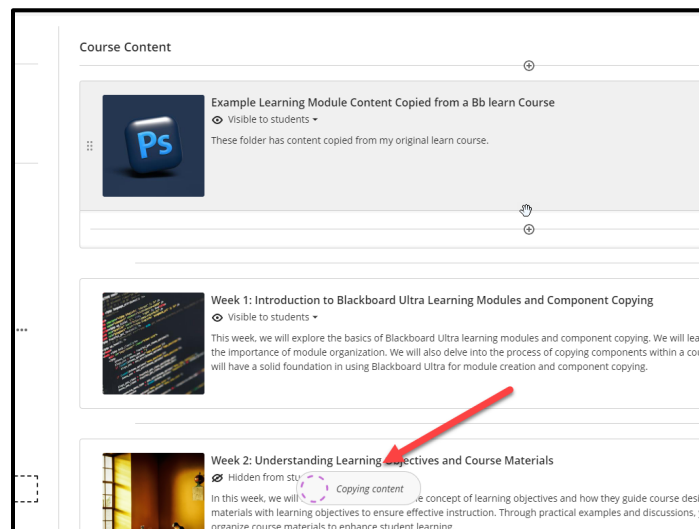 Course Content
Example Learning Module Content Copied from a Bb learn Course
Visible to students
These folder has content copied from my original learn course.
Ps
Week 1: Introduction to Blackboard Ultra Learning Modules and Component Copying
Visible to students
This week, we will explore the basics of Blackboard Ultra learning modules and component copying. We will lea
the importance of module organization. We will also delve into the process of copying components within a cou
will have a solid foundation in using Blackboard Ultra for module creation and component copying.
Week 2: Understanding Learning Objectives and Course Materials
Hidden from stu
Copying content
In this week, we will e concept of learning objectives and how they guide course desi
materials with learning objectives to ensure effective instruction. Through practical examples and discussions,
organize course materials to enhance student learning.